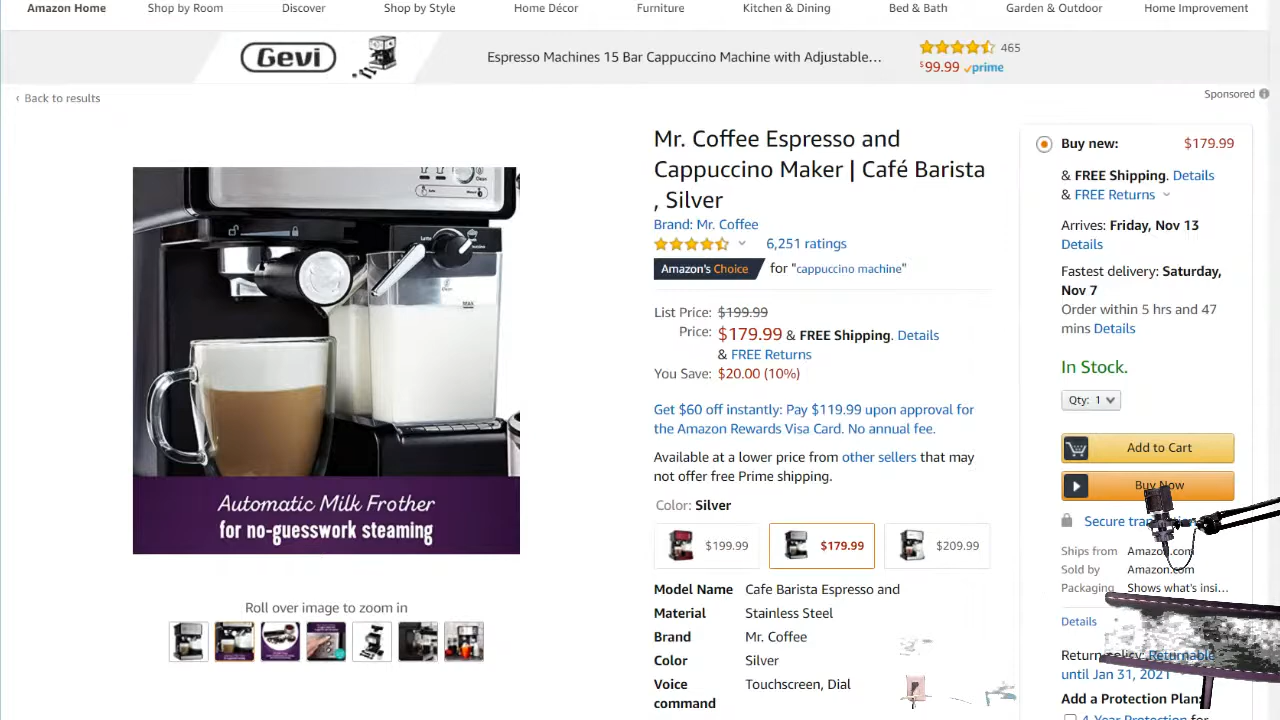 Amazon Home Shop by Room Discover Shop by Style Home Décor Furniture Kitchen & Dining Bed & Bath Garden & Outdoor Home Improvement
Gevi
Espresso Machines 15 Bar Cappuccino Machine with Adjustable…
465
$99.99 prime
‹ Back to results
Sponsored
Automatic Milk Frother
for no-guesswork steaming
Roll over image to zoom in
Mr. Coffee Espresso and
Cappuccino Maker | Café Barista
, Silver
Brand: Mr. Coffee
6,251 ratings
Amazon's Choice for "cappuccino machine"
List Price: $199.99
Price: $179.99 & FREE Shipping. Details
& FREE Returns
You Save: $20.00 (10%)
Get $60 off instantly: Pay $119.99 upon approval for
the Amazon Rewards Visa Card. No annual fee.
Available at a lower price from other sellers that may
not offer free Prime shipping.
Color: Silver
$199.99 $179.99 $209.99
Model Name Cafe Barista Espresso and
Material Stainless Steel
Brand Mr. Coffee
Color Silver
Voice Touchscreen, Dial
command
Buy new: $179.99
& FREE Shipping. Details
& FREE Returns
Arrives: Friday, Nov 13
Details
Fastest delivery: Saturday,
Nov 7
Order within 5 hrs and 47
mins Details
In Stock.
Qty: 1
Add to Cart
Buy Now
Secure transaction
Ships from Amazon.com
Sold by Amazon.com
Packaging Shows what's insi…
Details
Return policy: Returnable
until Jan 31, 2021
Add a Protection Plan:
4-Year Protection for